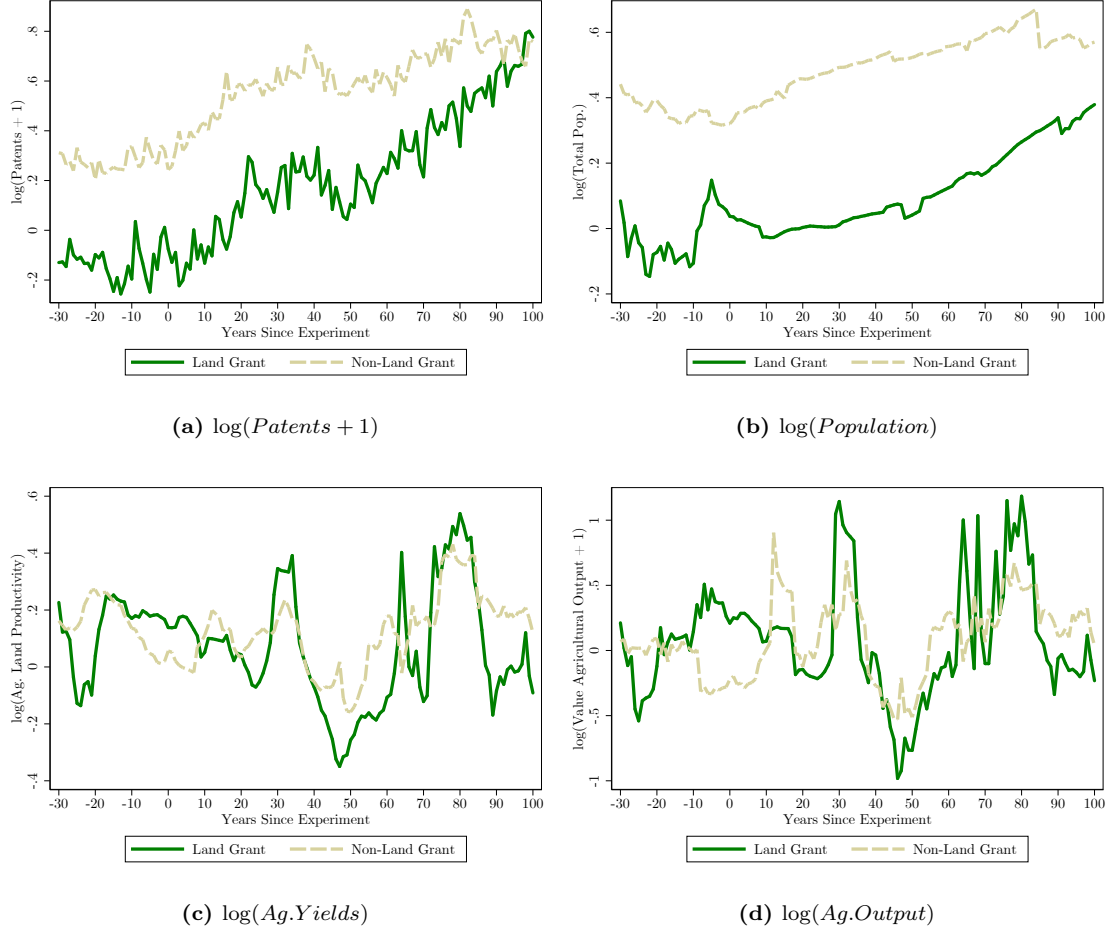 log(Patents + 1)
-.2 0 .2 .4 .6 .8
-30 -20 -10 0 10 20 30 40 50 60 70 80 90 100
Years Since Experiment
Land Grant Non-Land Grant
(a) log(Patents + 1)
log(Total Pop.)
-.2 0 .2 .4 .6
-30 -20 -10 0 10 20 30 40 50 60 70 80 90 100
Years Since Experiment
Land Grant Non-Land Grant
(b) log(Population)
log(Ag. Land Productivity)
-.4 -.2 0 .2 .4 .6
-30 -20 -10 0 10 20 30 40 50 60 70 80 90 100
Years Since Experiment
Land Grant Non-Land Grant
(c) log(Ag.Yields)
log(Value Agricultural Output + 1)
-1 -.5 0 .5 1
-30 -20 -10 0 10 20 30 40 50 60 70 80 90 100
Years Since Experiment
Land Grant Non-Land Grant
(d) log(Ag.Output)